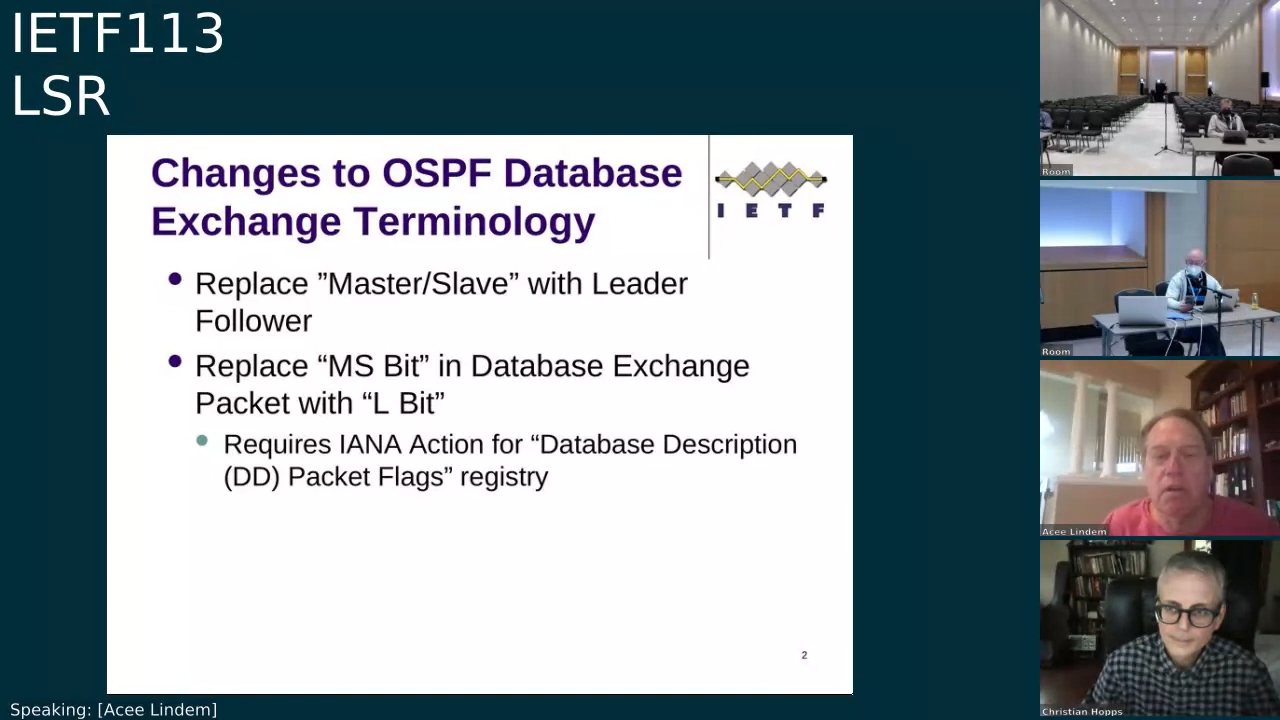 IETF113
LSR
Changes to OSPF Database
Exchange Terminology
I E T F
Replace ”Master/Slave” with Leader
Follower
Replace “MS Bit” in Database Exchange
Packet with “L Bit”
Requires IANA Action for “Database Description
(DD) Packet Flags” registry
2
Room
Room
Acee Lindem
Christian Hopps
Speaking: [Acee Lindem]